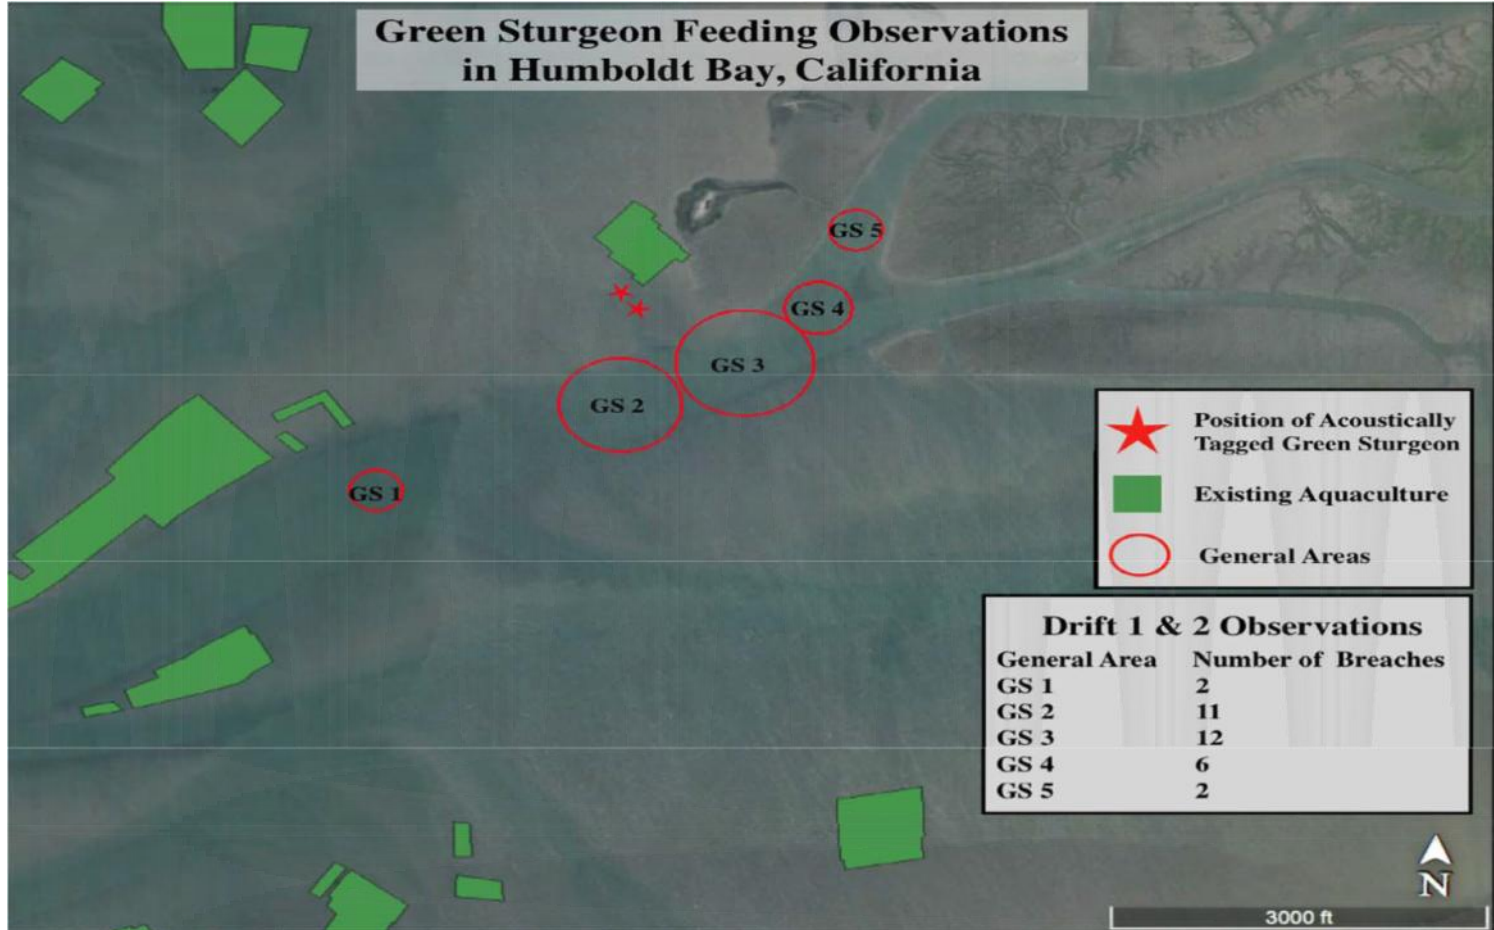 Green Sturgeon Feeding Observations
in Humboldt Bay, California
GS 5
GS 4
GS 3
GS 2
GS 1
Position of Acoustically
Tagged Green Sturgeon
Existing Aquaculture
General Areas
Drift 1 & 2 Observations
General Area Number of Breaches
GS 1 2
GS 2 11
GS 3 12
GS 4 6
GS 5 2
N
3000 ft